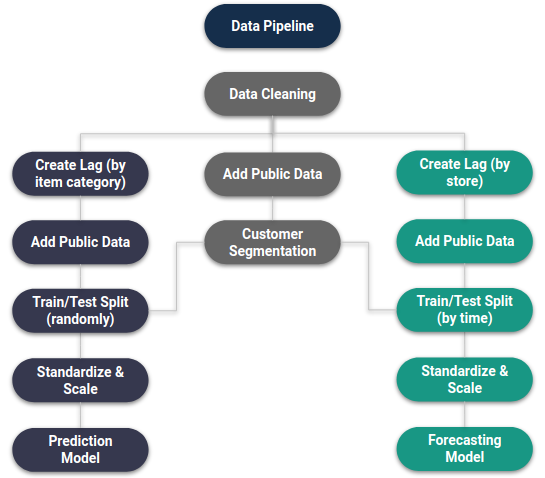 Data Pipeline
Data Cleaning
Create Lag (by
item category)
Add Public Data
Create Lag (by
store)
Add Public Data
Customer
Segmentation
Add Public Data
Train/Test Split
(randomly)
Train/Test Split
(by time)
Standardize &
Scale
Standardize &
Scale
Prediction
Model
Forecasting
Model